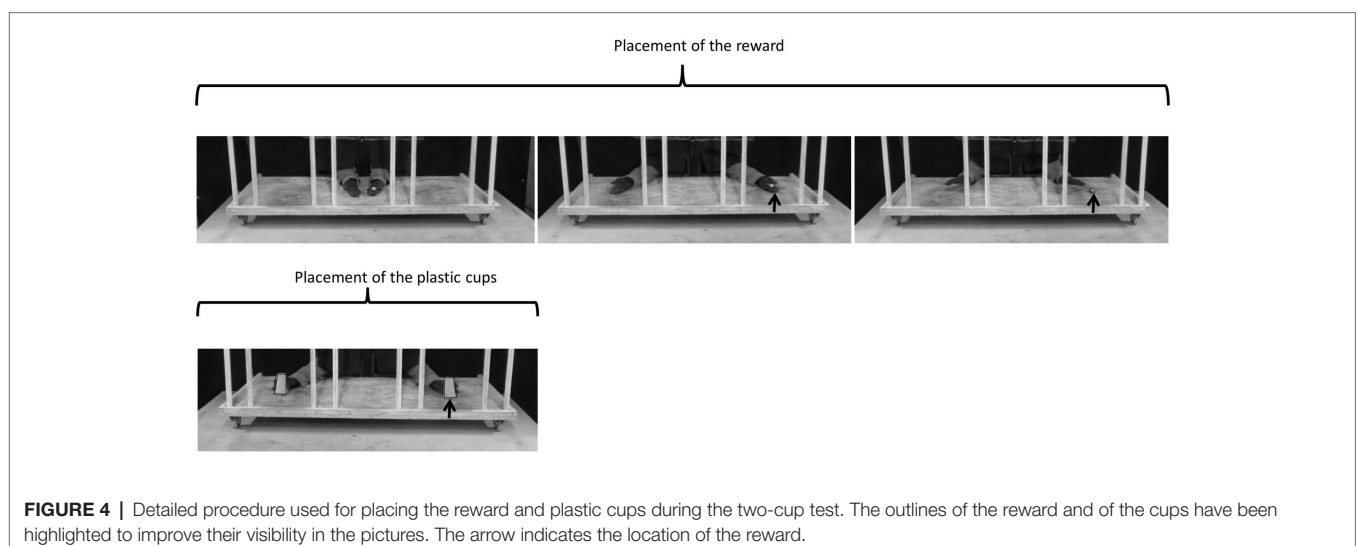 Placement of the reward
Placement of the plastic cups
FIGURE 4 | Detailed procedure used for placing the reward and plastic cups during the two-cup test. The outlines of the reward and of the cups have been
highlighted to improve their visibility in the pictures. The arrow indicates the location of the reward.